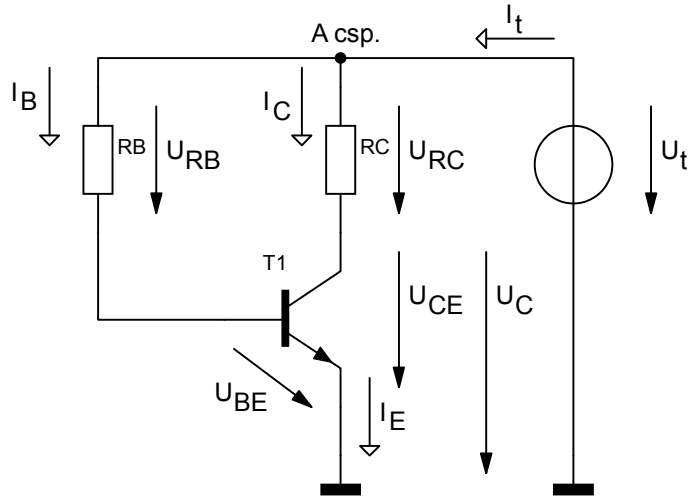 A csp.
I_t
I_B
RB
U_RB
I_C
RC
U_RC
U_t
T1
U_CE
U_C
U_BE
I_E